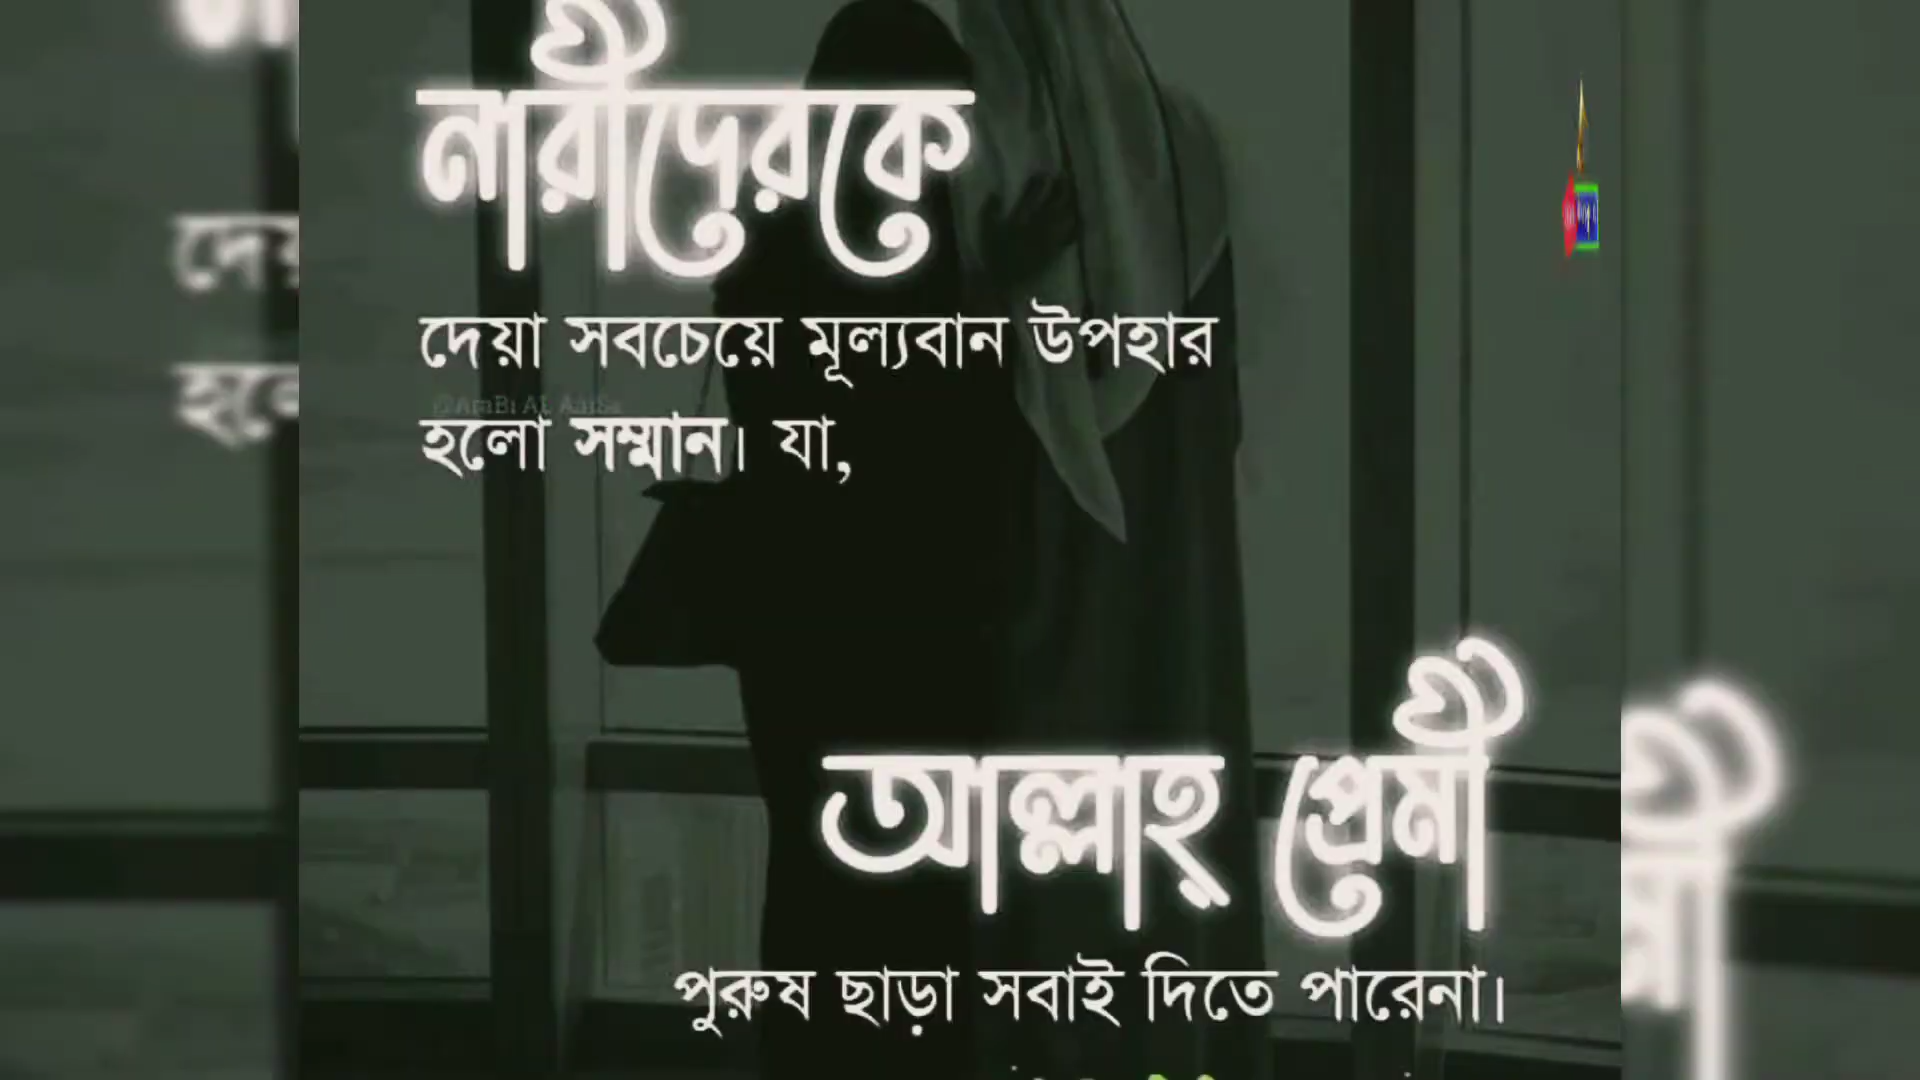 নারীদেরকে
দেয়া সবচেয়ে মূল্যবান উপহার
হলো সম্মান। যা,
আল্লাহ প্রেমী
পুরুষ ছাড়া সবাই দিতে পারেনা।